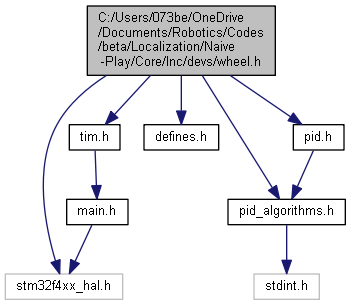 C:/Users/073be/OneDrive
/Documents/Robotics/Codes
/beta/Localization/Naive
-Play/Core/Inc/devs/wheel.h
tim.h
defines.h
pid.h
main.h
pid_algorithms.h
stm32f4xx_hal.h
stdint.h